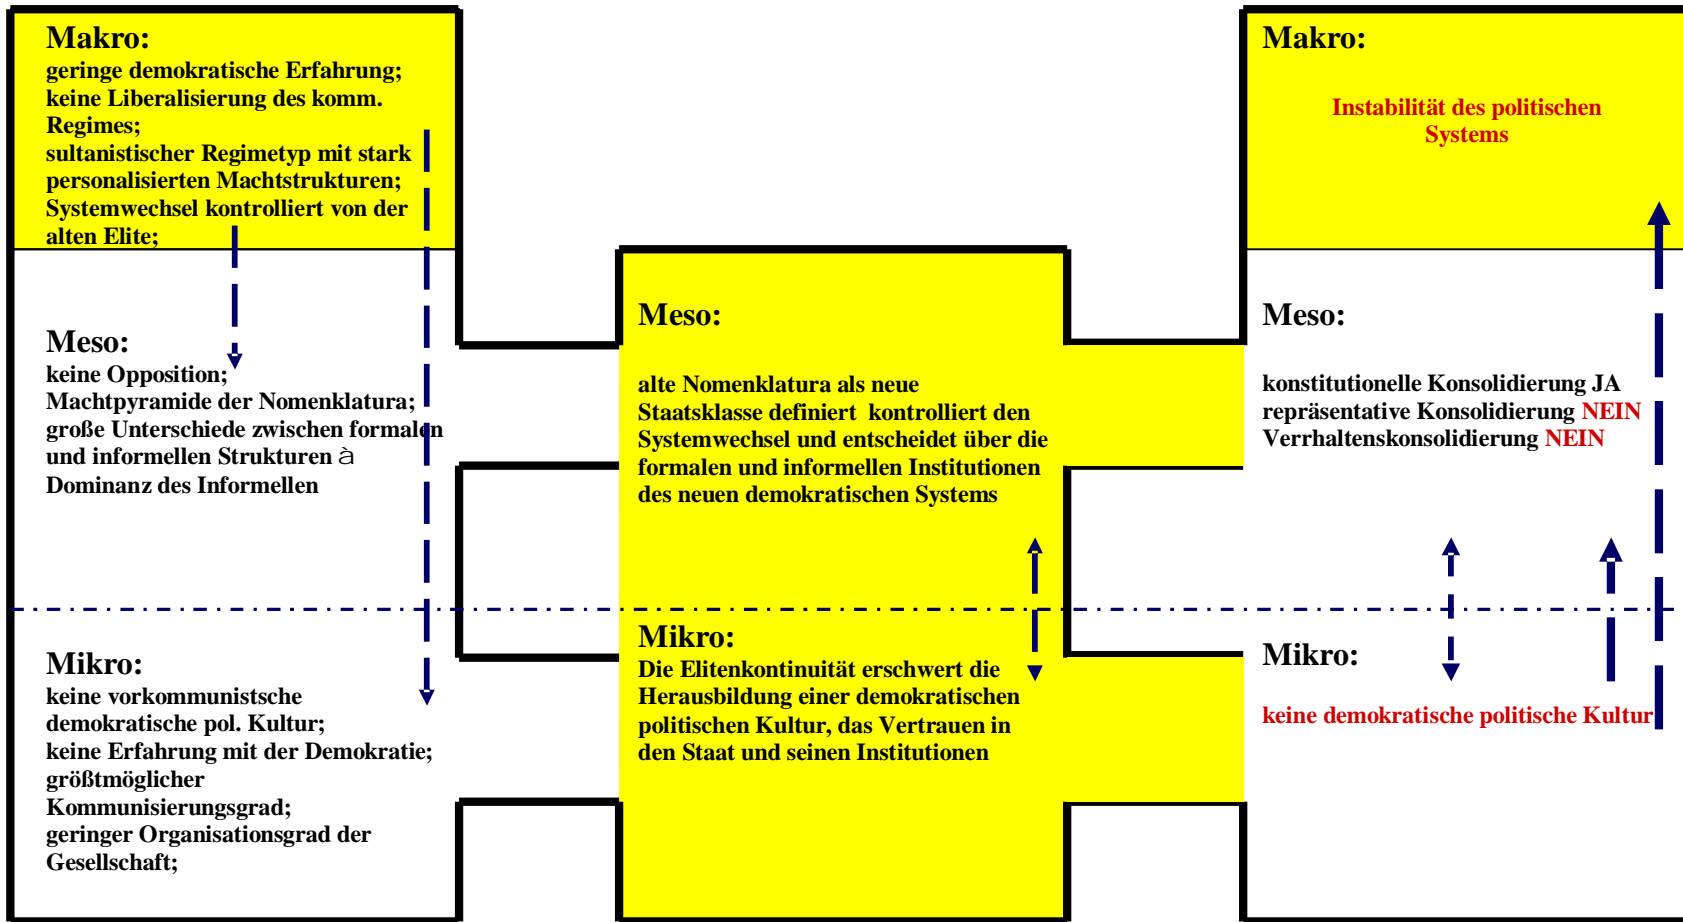 Makro:
geringe demokratische Erfahrung;
keine Liberalisierung des komm.
Regimes;
sultanistischer Regimetyp mit stark
personalisierten Machtstrukturen;
Systemwechsel kontrolliert von der
alten Elite;
Meso:
keine Opposition;
Machtpyramide der Nomenklatura;
große Unterschiede zwischen formalen
und informellen Strukturen à
Dominanz des Informellen
Mikro:
keine vorkommunistsche
demokratische pol. Kultur;
keine Erfahrung mit der Demokratie;
größtmöglicher
Kommunisierungsgrad;
geringer Organisationsgrad der
Gesellschaft;
Meso:
alte Nomenklatura als neue
Staatsklasse definiert kontrolliert den
Systemwechsel und entscheidet über die
formalen und informellen Institutionen
des neuen demokratischen Systems
Mikro:
Die Elitenkontinuität erschwert die
Herausbildung einer demokratischen
politischen Kultur, das Vertrauen in
den Staat und seinen Institutionen
Makro:
Instabilität des politischen
Systems
Meso:
konstitutionelle Konsolidierung JA
repräsentative Konsolidierung NEIN
Verrhaltenskonsolidierung NEIN
Mikro:
keine demokratische politische Kultur